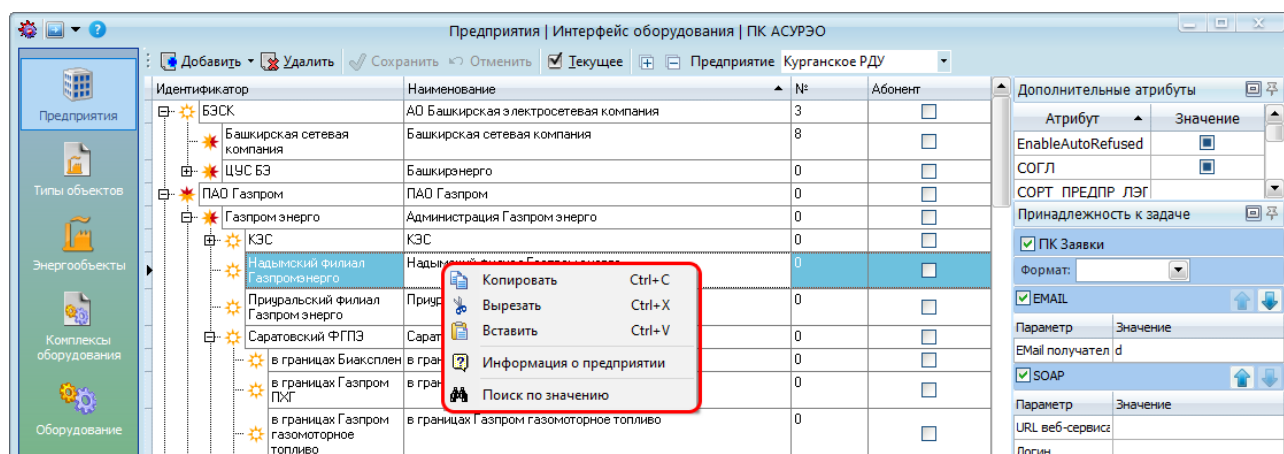 Предприятия | Интерфейс оборудования | ПК АСУРЭО
Добавить Удалить Сохранить Отменить Текущее Предприятие Курганское РДУ
Предприятия
Типы объектов
Энергообъекты
Комплексы
оборудования
Оборудование
Идентификатор Наименование № Абонент
БЭСК АО Башкирская электросетевая компания 3
Башкирская сетевая
компания Башкирская сетевая компания 8
ЦУС БЭ Башкирэнерго 0
ПАО Газпром ПАО Газпром 0
Газпром энерго Администрация Газпром энерго 0
КЭС КЭС 0
Надымский филиал
Газпромэнерго 0
Приуральский филиал
Газпром энерго 0
Саратовский ФГПЭ 0
в границах Биаксплен 0
в границах Газпром
ПХГ 0
в границах Газпром
газомоторное
топливо в границах Газпром газомоторное топливо 0
Копировать Ctrl+C
Вырезать Ctrl+X
Вставить Ctrl+V
Информация о предприятии
Поиск по значению
Дополнительные атрибуты
Атрибут Значение
EnableAutoRefused
СОГЛ
СОРТ ПРЕДПР ЛЭГ
Принадлежность к задаче
ПК Заявки
Формат:
EMAIL
Параметр Значение
EMail получател d
SOAP
Параметр Значение
URL веб-сервиса
Логин